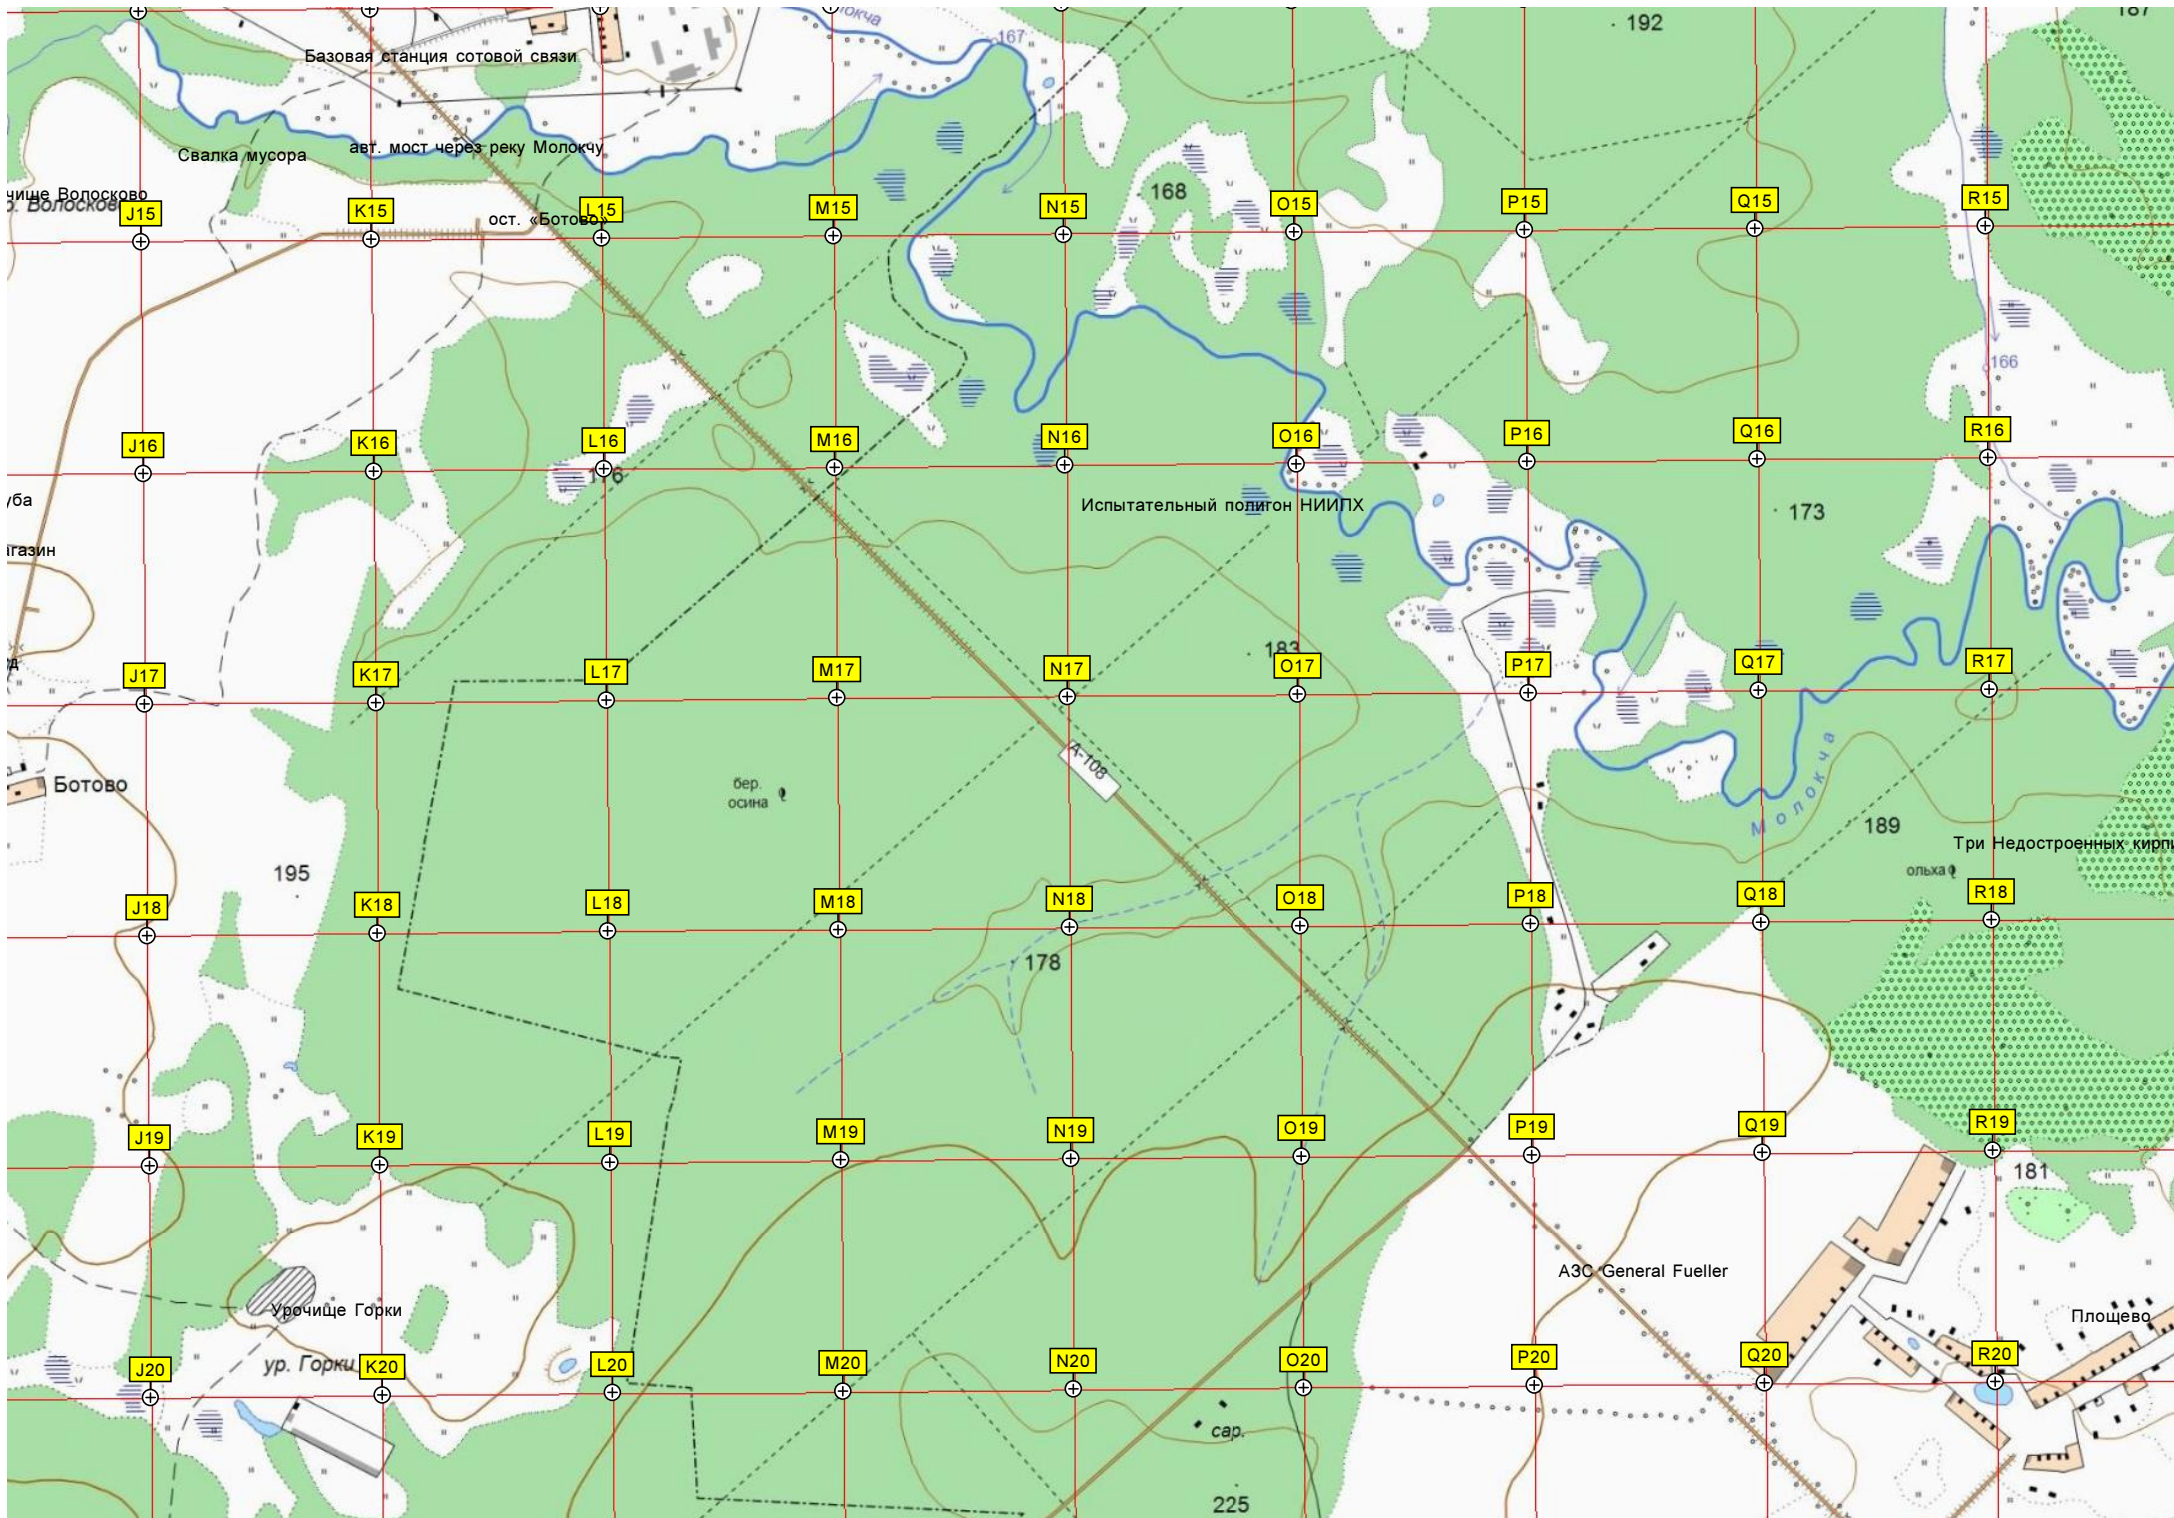 192
187
167
Базовая станция сотовой связи
авт. мост через реку Молокчу
Свалка мусора
168
J15
K15
L15
M15
N15
O15
P15
Q15
R15
ост. «Ботово»
166
J16
K16
L16
M16
N16
O16
P16
Q16
R16
176
Испытательный полигон НИИПХ
173
183
J17
K17
L17
M17
N17
O17
P17
Q17
R17
А-108
Ботово
бер.
осина
Молокча
189
195
ольха
Три Недостроенных
J18
K18
L18
M18
N18
O18
P18
Q18
R18
178
J19
K19
L19
M19
N19
O19
P19
Q19
R19
181
АЗС General Fueller
Урочище Горки
Площево
ур. Горки
J20
K20
L20
M20
N20
O20
P20
Q20
R20
сар.
225